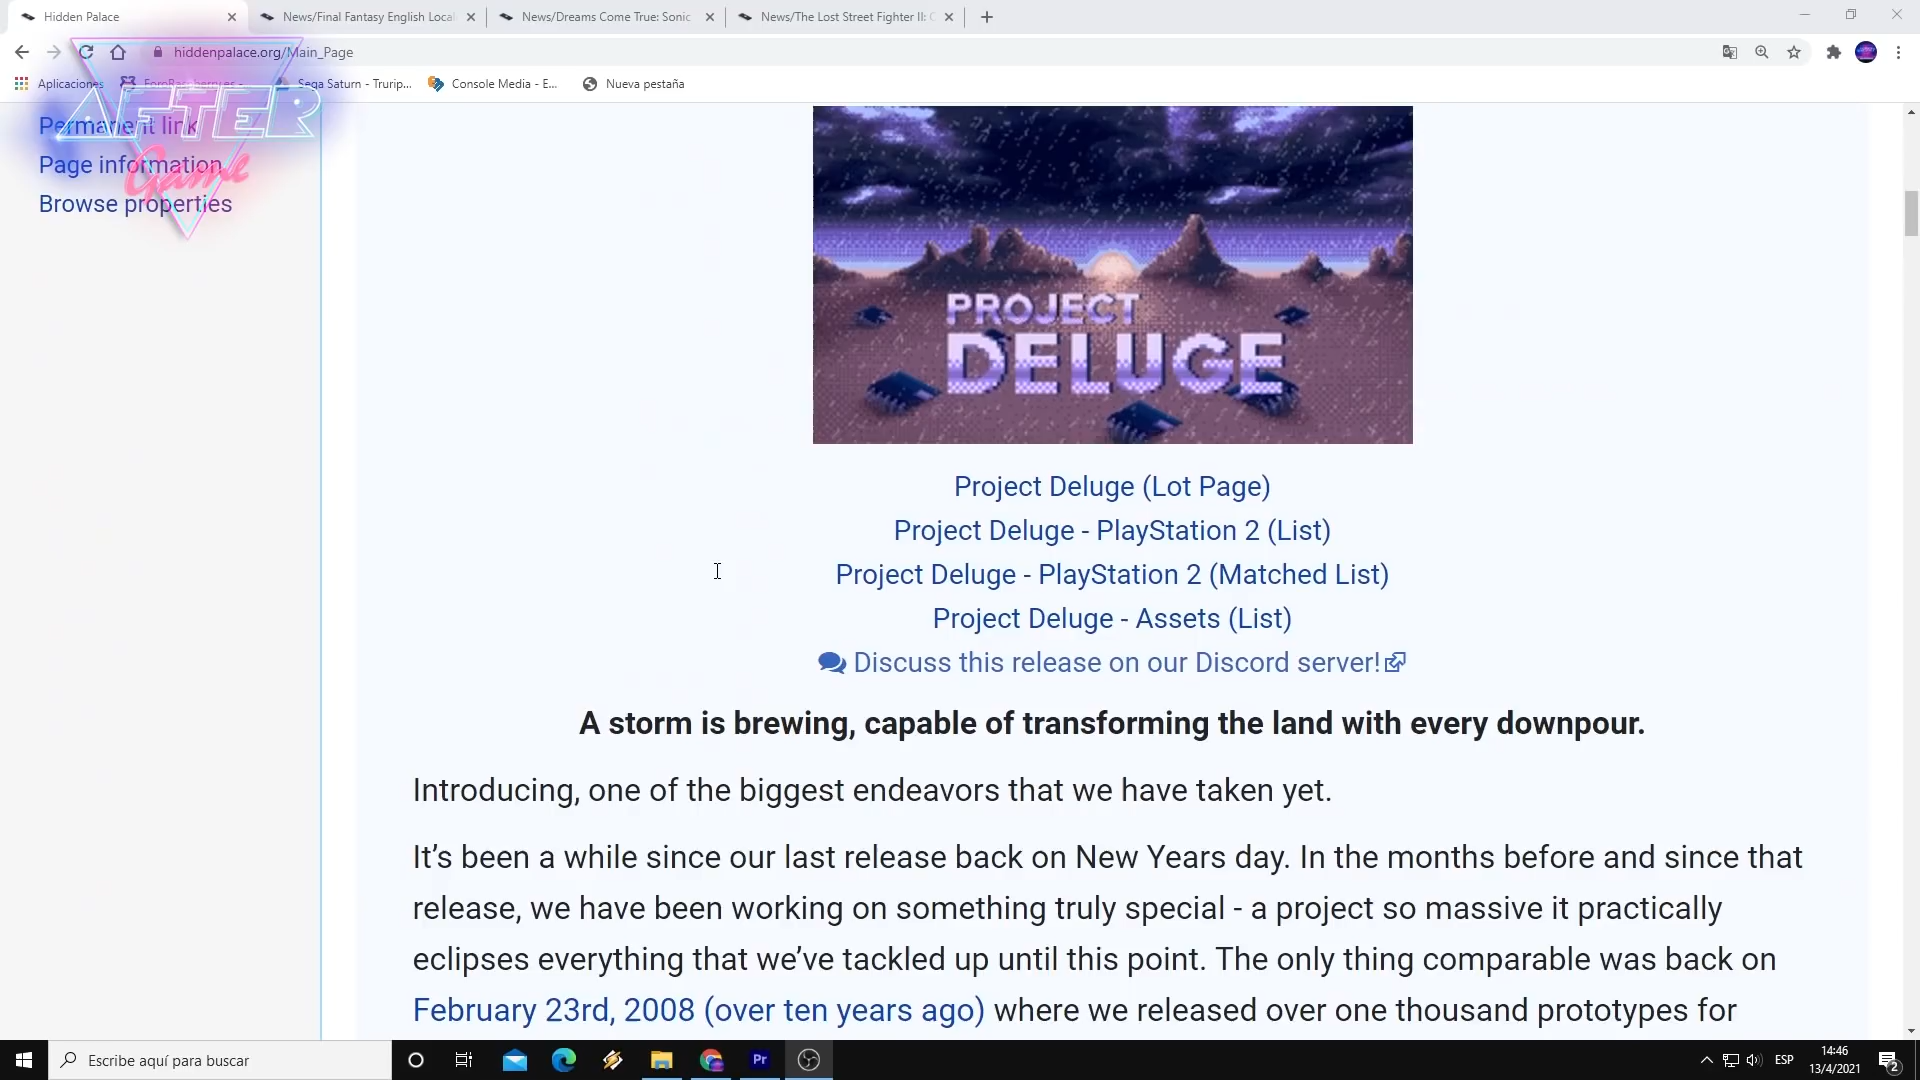 Hidden Palace
News/Final Fantasy English Local
News/Dreams Come True: Sonic
News/The Lost Street Fighter II: C
hiddenpalace.org/Main_Page
Aplicaciones
ForoRaspberry.es -
Sega Saturn - Trurip...
Console Media - E...
Nueva pestaña
AFTER
Game
Permanent link
Page information
Browse properties
PROJECT
DELUGE
Project Deluge (Lot Page)
Project Deluge - PlayStation 2 (List)
Project Deluge - PlayStation 2 (Matched List)
Project Deluge - Assets (List)
Discuss this release on our Discord server!
A storm is brewing, capable of transforming the land with every downpour.
Introducing, one of the biggest endeavors that we have taken yet.
It’s been a while since our last release back on New Years day. In the months before and since that
release, we have been working on something truly special - a project so massive it practically
eclipses everything that we’ve tackled up until this point. The only thing comparable was back on
February 23rd, 2008 (over ten years ago) where we released over one thousand prototypes for
Escribe aquí para buscar
Pr
ESP
14:46
13/4/2021
2